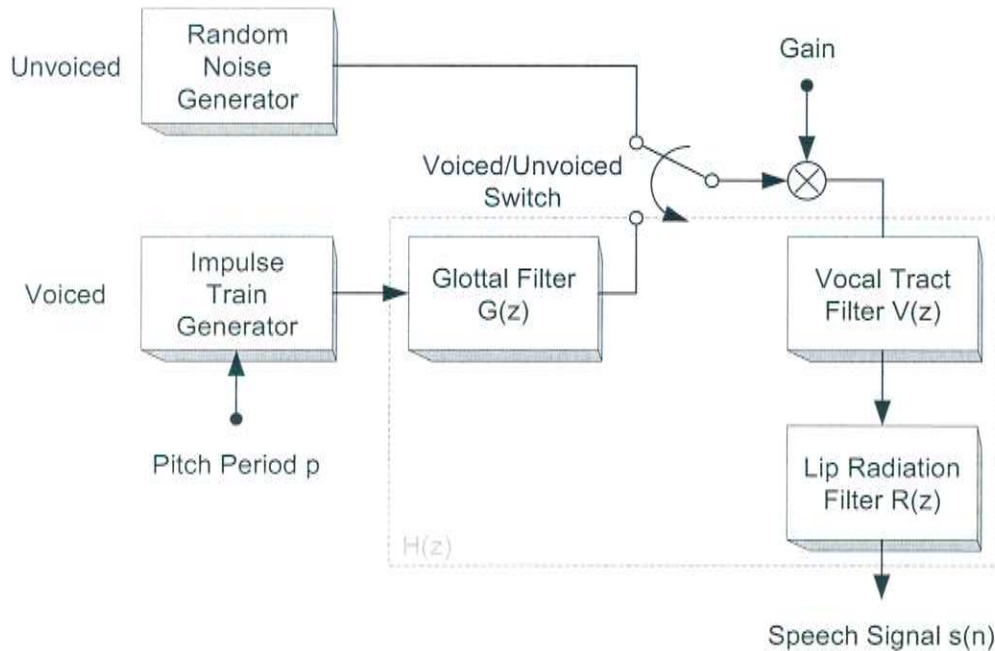 Unvoiced
Random
Noise
Generator
Gain
Voiced/Unvoiced
Switch
Voiced
Impulse
Train
Generator
Glottal Filter
G(z)
Vocal Tract
Filter V(z)
Pitch Period p
Lip Radiation
Filter R(z)
H(z)
Speech Signal s(n)